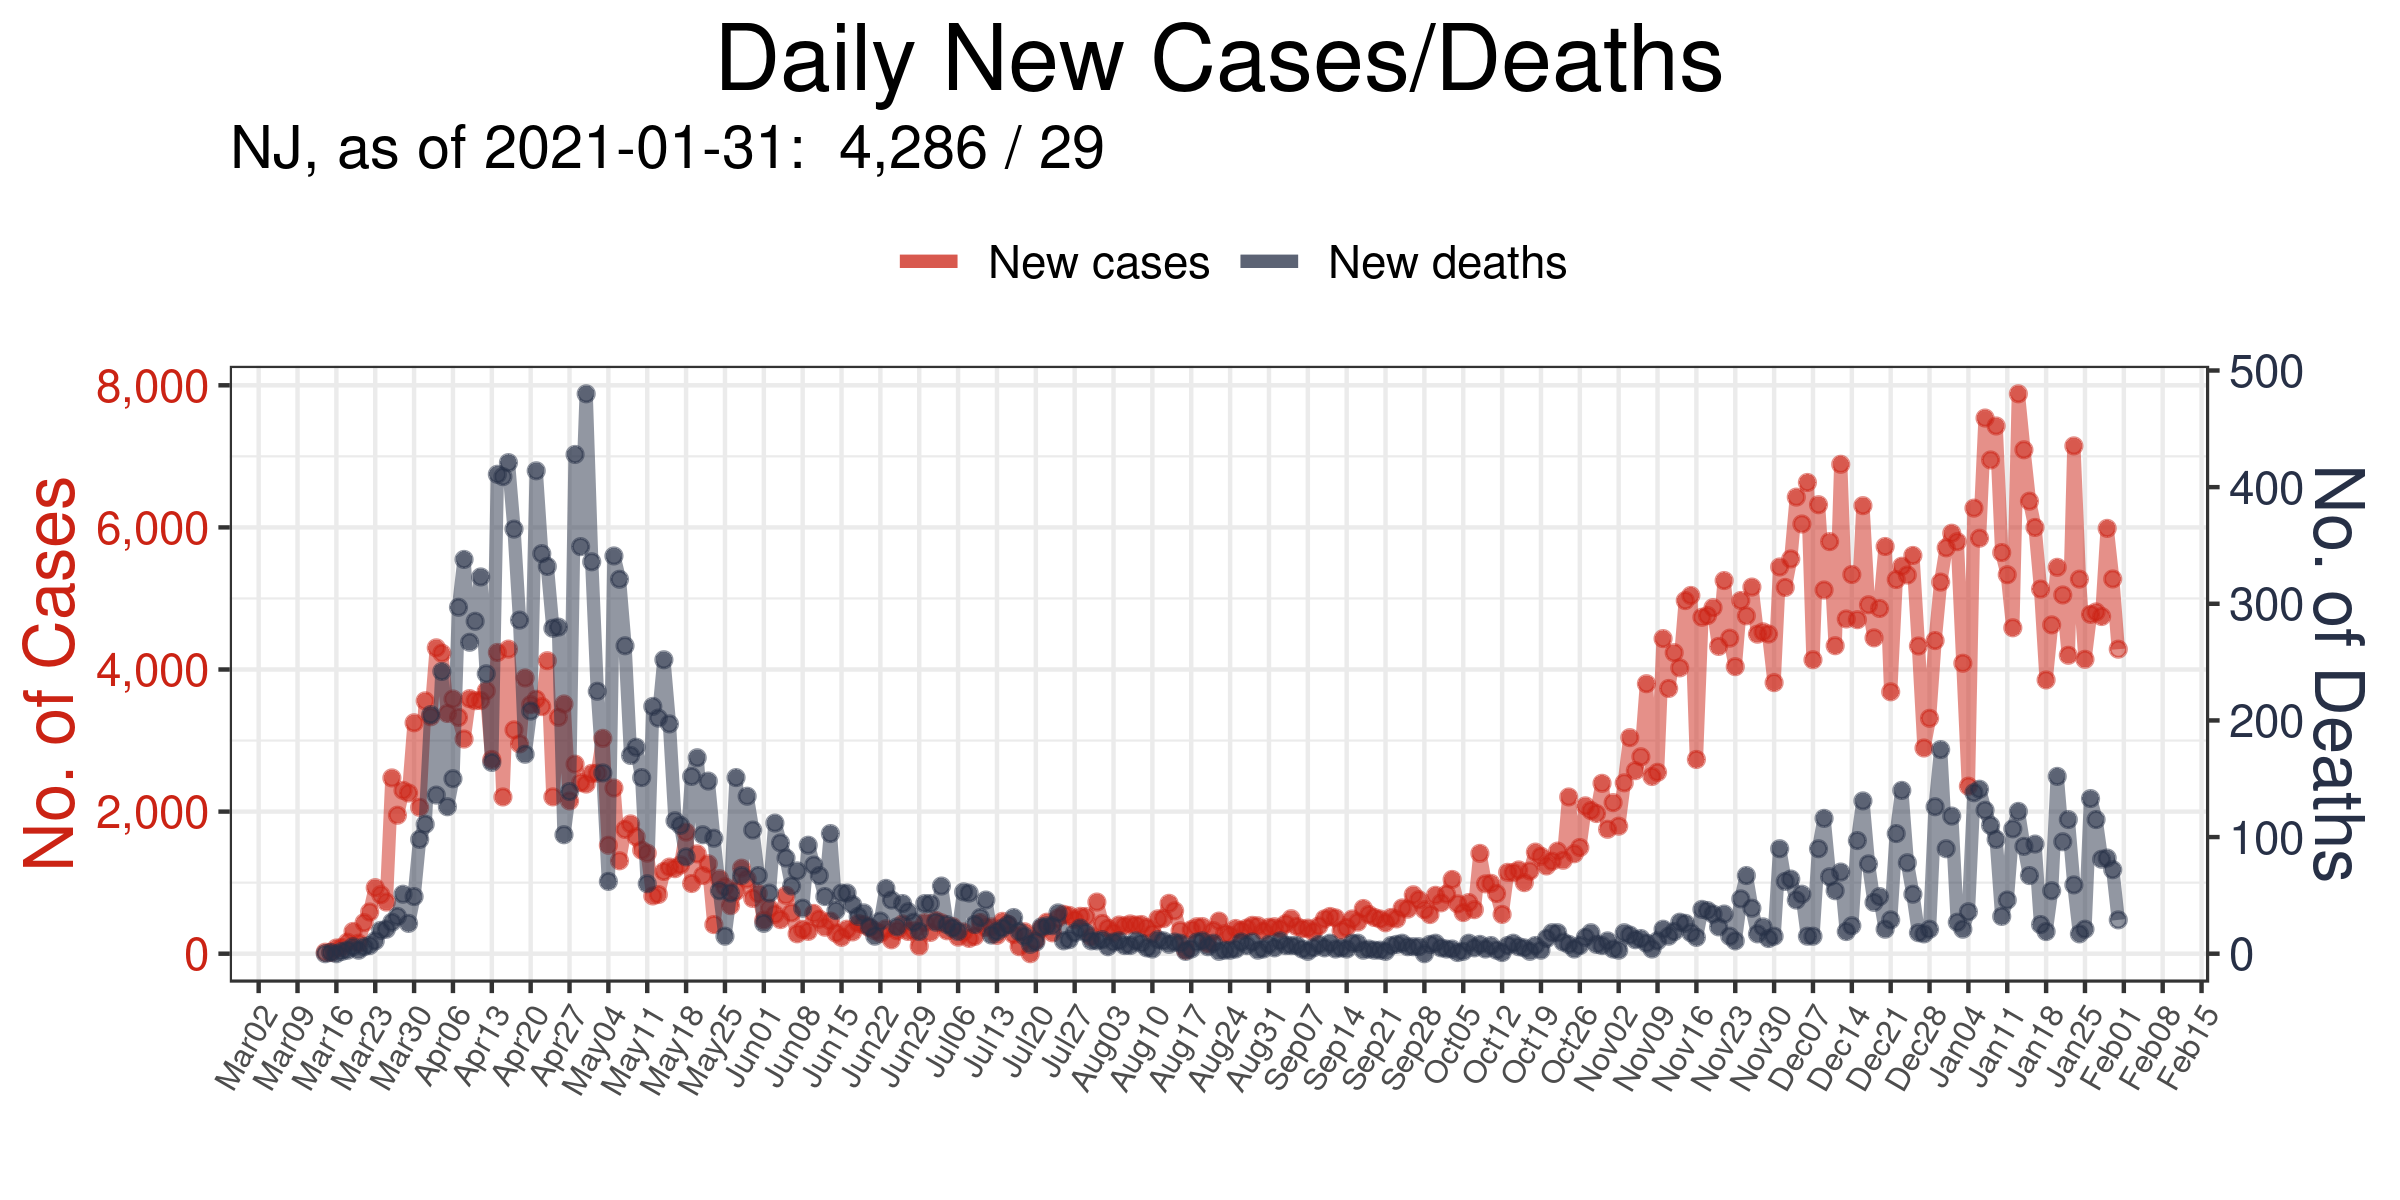 Daily New Cases/Deaths
NJ, as of 2021-01-31:  4,286 / 29
New cases
New deaths
No. of Cases
8,000
6,000
4,000
2,000
0
500
400
300
200
100
0
No. of Deaths
Mar02
Mar09
Mar16
Mar23
Mar30
Apr06
Apr13
Apr20
Apr27
May04
May11
May18
May25
Jun01
Jun08
Jun15
Jun22
Jun29
Jul06
Jul13
Jul20
Jul27
Aug03
Aug10
Aug17
Aug24
Aug31
Sep07
Sep14
Sep21
Sep28
Oct05
Oct12
Oct19
Oct26
Nov02
Nov09
Nov16
Nov23
Nov30
Dec07
Dec14
Dec21
Dec28
Jan04
Jan11
Jan18
Jan25
Feb01
Feb08
Feb15